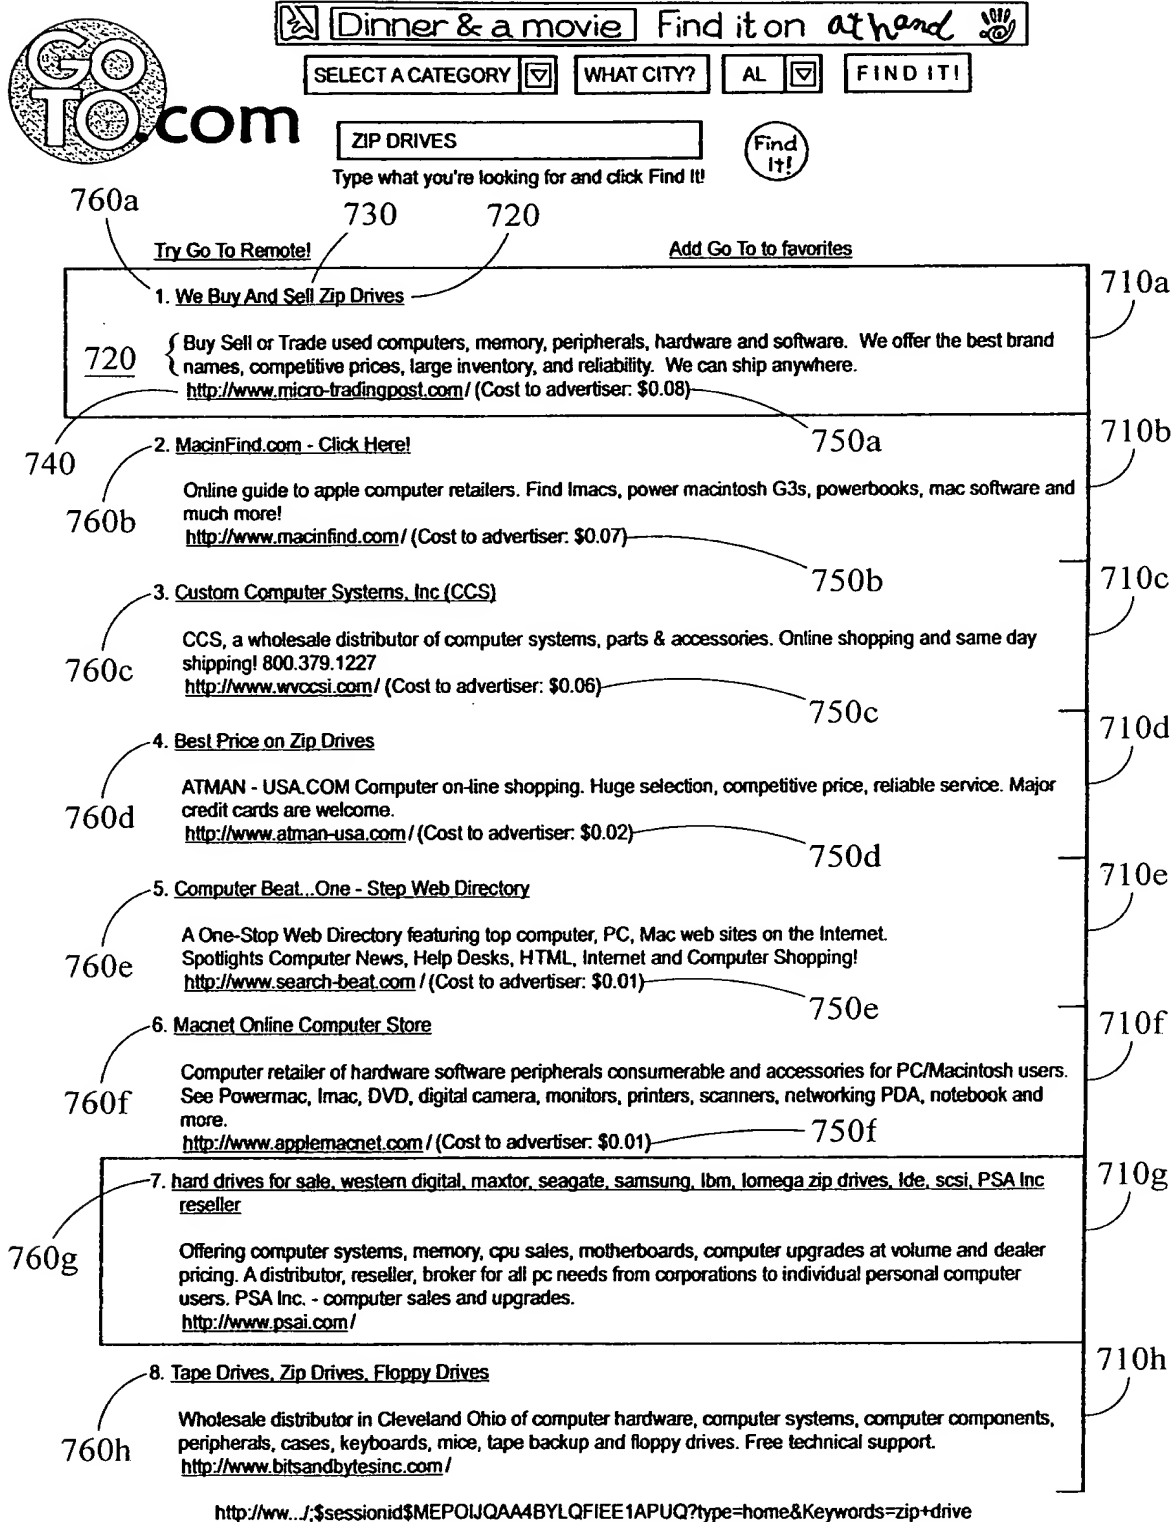 Dinner & a movie Find it on at hand
SELECT A CATEGORY WHAT CITY? AL FIND IT!
GO TO.com
ZIP DRIVES Find It!
Type what you're looking for and click Find It!
760a 730 720
Try Go To Remote! Add Go To to favorites
710a
1. We Buy And Sell Zip Drives
720
Buy Sell or Trade used computers, memory, peripherals, hardware and software. We offer the best brand
names, competitive prices, large inventory, and reliability. We can ship anywhere.
http://www.micro-tradingpost.com/ (Cost to advertiser: $0.08)
740 750a 710b
2. MacinFind.com - Click Here!
760b
Online guide to apple computer retailers. Find Imacs, power macintosh G3s, powerbooks, mac software and
much more!
http://www.macinfind.com/ (Cost to advertiser: $0.07)
750b 710c
3. Custom Computer Systems, Inc (CCS)
760c
CCS, a wholesale distributor of computer systems, parts & accessories. Online shopping and same day
shipping! 800.379.1227
http://www.wvccsi.com/ (Cost to advertiser: $0.06)
750c 710d
4. Best Price on Zip Drives
760d
ATMAN - USA.COM Computer on-line shopping. Huge selection, competitive price, reliable service. Major
credit cards are welcome.
http://www.atman-usa.com/ (Cost to advertiser: $0.02)
750d 710e
5. Computer Beat...One - Step Web Directory
760e
A One-Stop Web Directory featuring top computer, PC, Mac web sites on the Internet.
Spotlights Computer News, Help Desks, HTML, Internet and Computer Shopping!
http://www.search-beat.com / (Cost to advertiser: $0.01)
750e 710f
6. Macnet Online Computer Store
760f
Computer retailer of hardware software peripherals consumerable and accessories for PC/Macintosh users.
See Powermac, Imac, DVD, digital camera, monitors, printers, scanners, networking PDA, notebook and
more.
http://www.applemacnet.com / (Cost to advertiser: $0.01) 750f
710g
7. hard drives for sale, western digital, maxtor, seagate, samsung, Ibm, Iomega zip drives, Ide, scsi, PSA Inc
reseller
760g
Offering computer systems, memory, cpu sales, motherboards, computer upgrades at volume and dealer
pricing. A distributor, reseller, broker for all pc needs from corporations to individual personal computer
users. PSA Inc. - computer sales and upgrades.
http://www.psai.com/
710h
8. Tape Drives, Zip Drives, Floppy Drives
760h
Wholesale distributor in Cleveland Ohio of computer hardware, computer systems, computer components,
peripherals, cases, keyboards, mice, tape backup and floppy drives. Free technical support.
http://www.bitsandbytesinc.com/
http://ww.../;$sessionid$MEPOIJQAA4BYLQFIEE1APUQ?type=home&Keywords=zip+drive